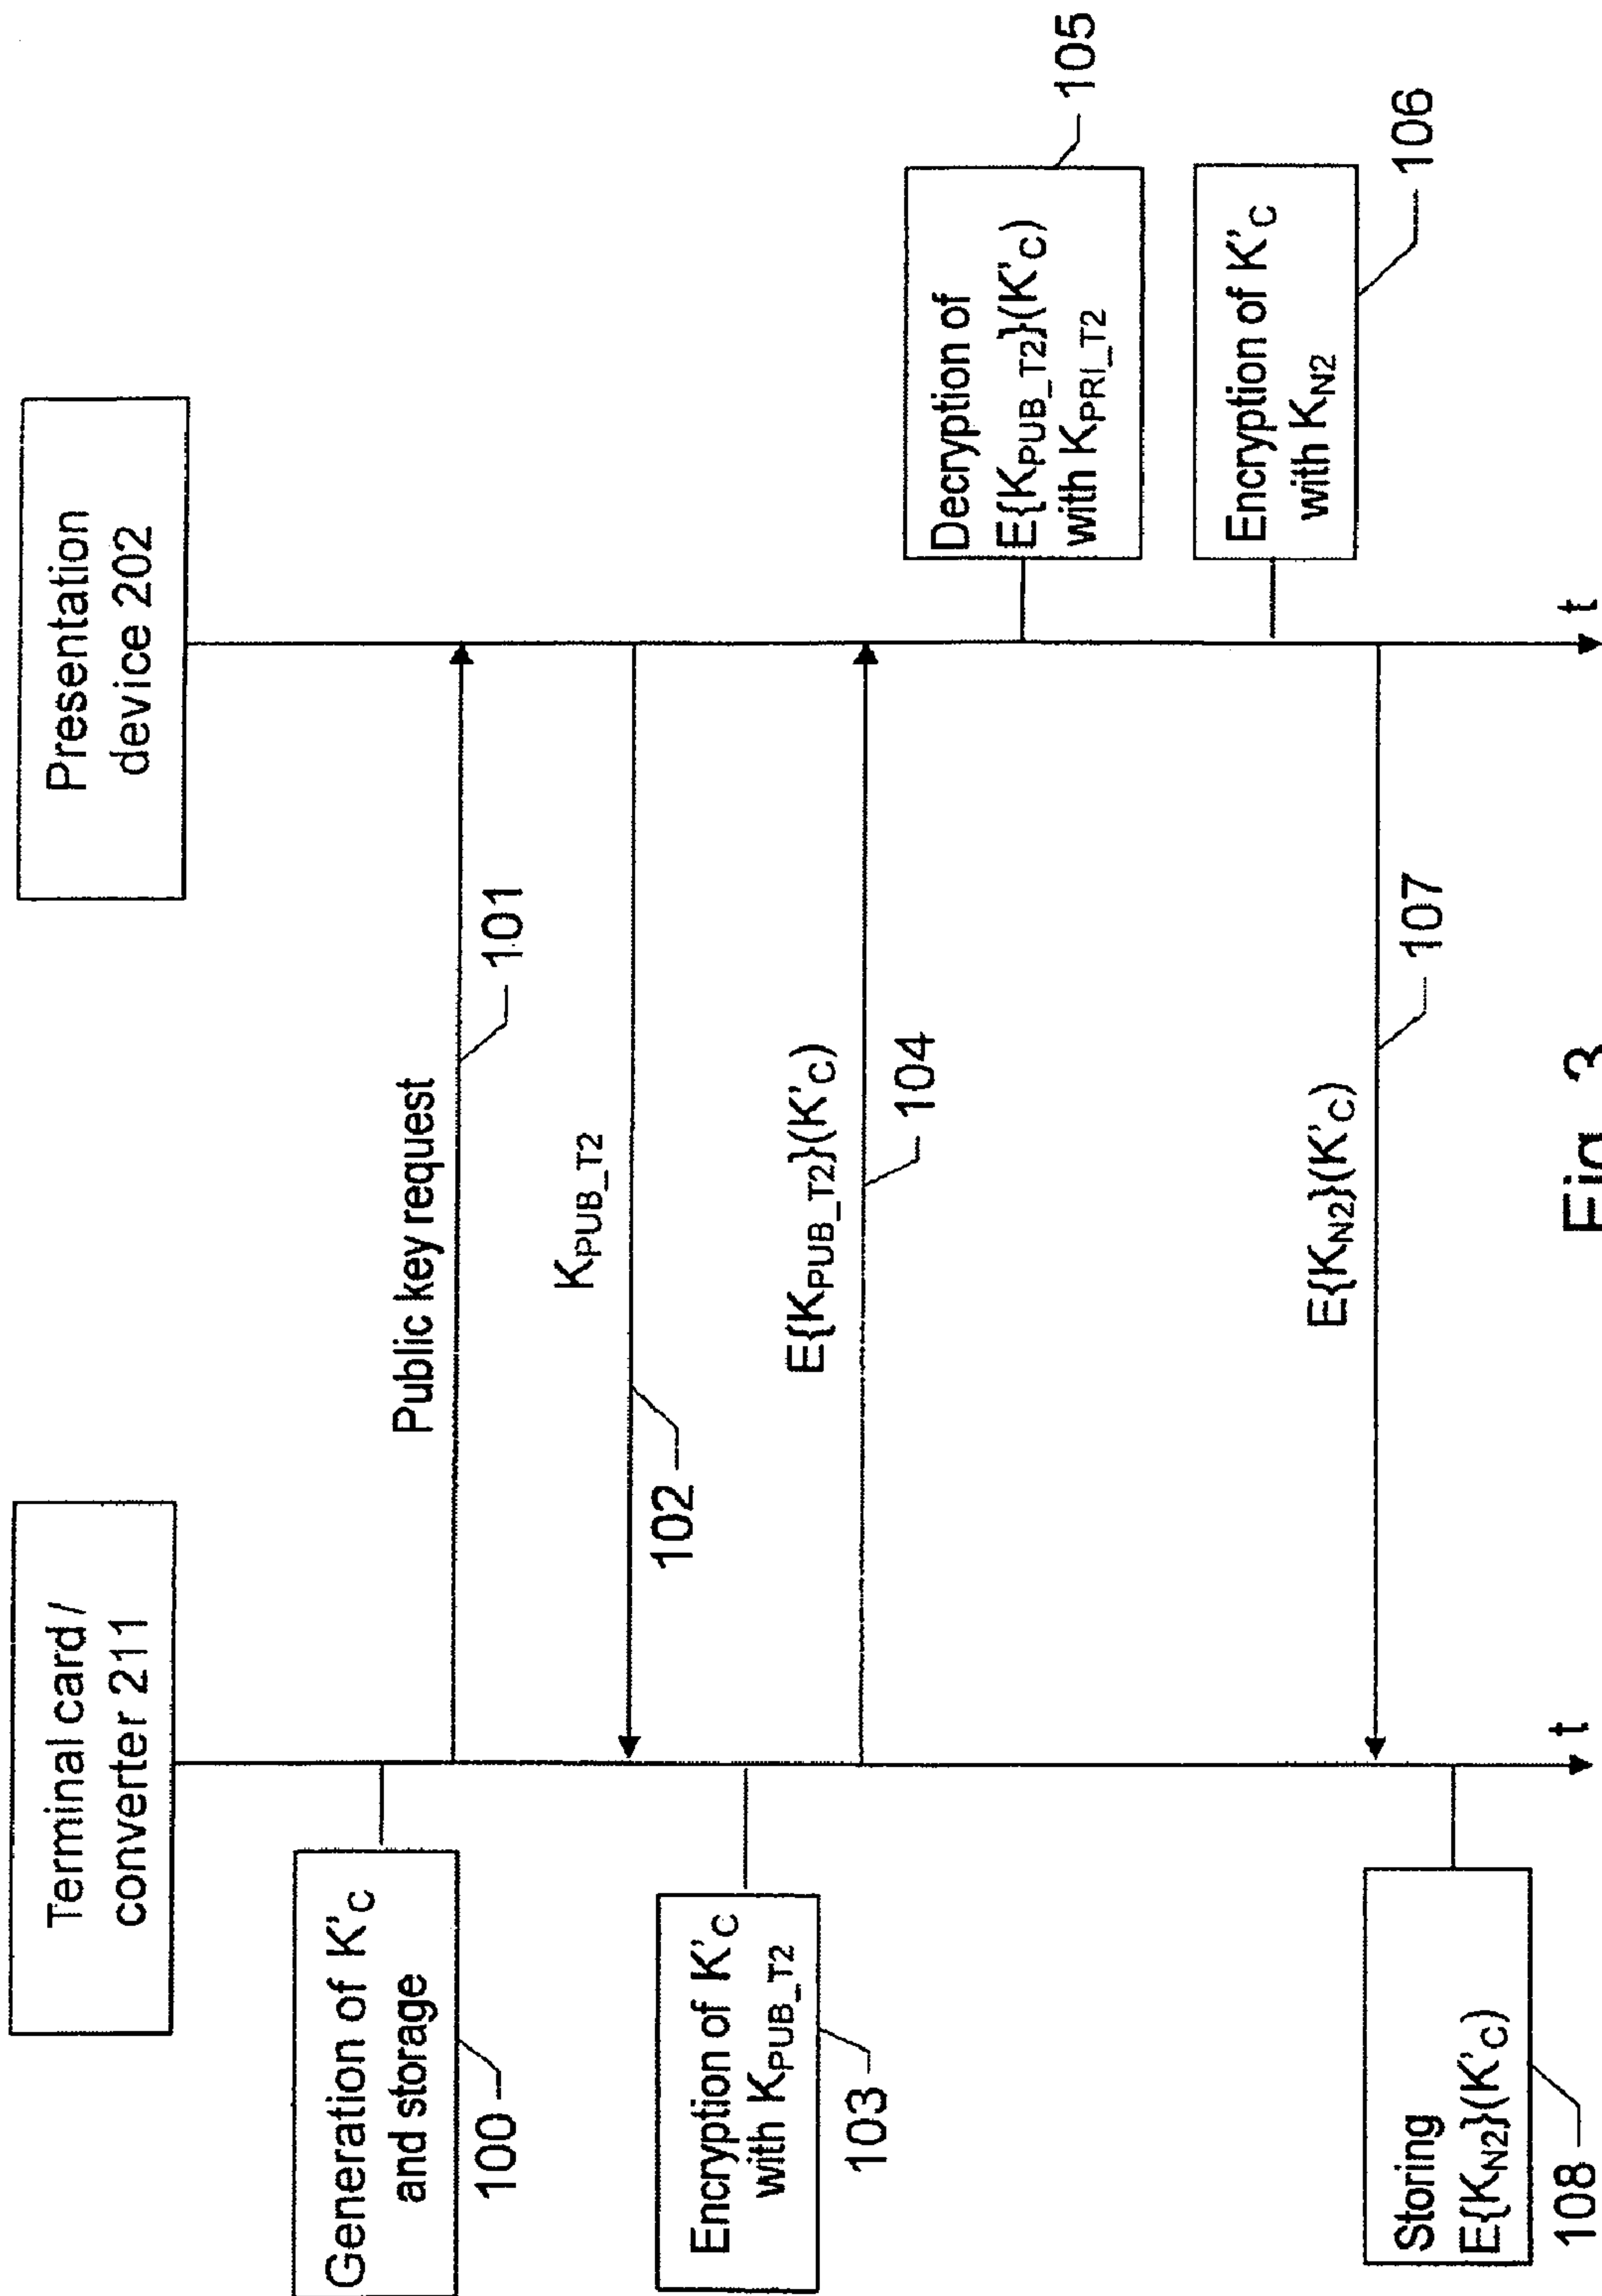 Terminal card /
converter 211
Presentation
device 202
Generation of K'C
and storage
100
Public key request
101
KPUB_T2
102
Encryption of K'C
with KPUB_T2
103
E{KPUB_T2}(K'C)
104
Decryption of
E{KPUB_T2}(K'C)
with KPRI_T2
105
Encryption of K'C
with KN2
106
E{KN2}(K'C)
107
Storing
E{KN2}(K'C)
108
t
t
Fig. 3